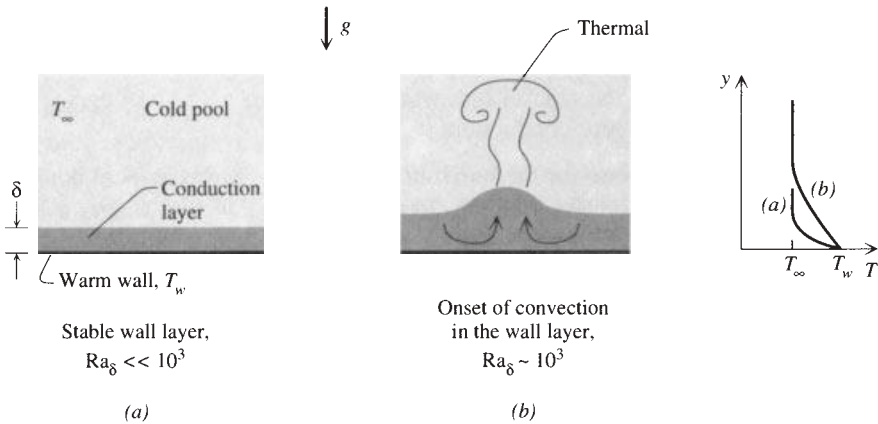 g
Thermal
T∞
Cold pool
δ
Conduction
layer
Warm wall, Tw
Stable wall layer,
Raδ << 10³
(a)
Onset of convection
in the wall layer,
Raδ ~ 10³
(b)
y
(b)
(a)
T∞ Tw T